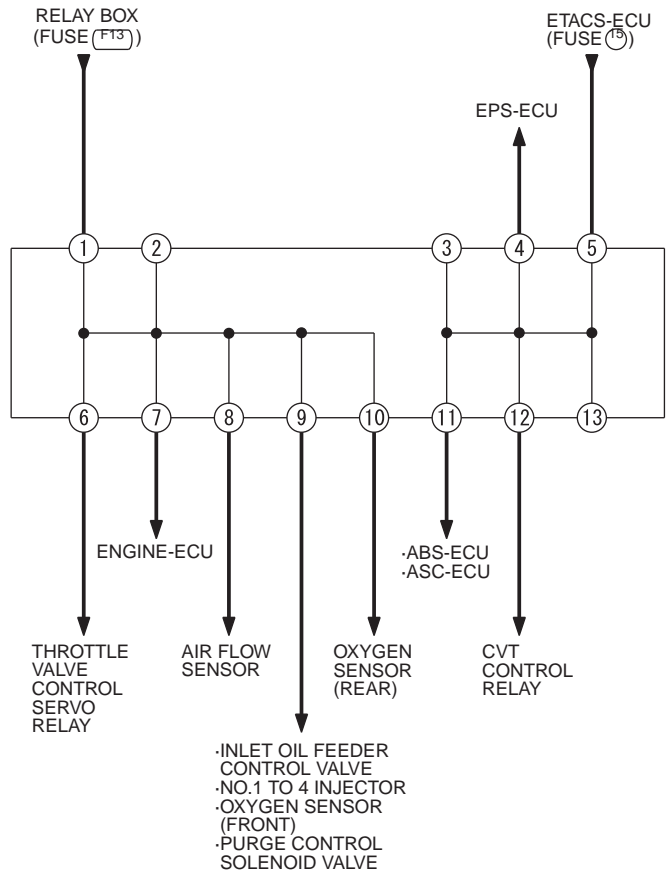 RELAY BOX
(FUSE F13)
ETACS-ECU
(FUSE 15)
EPS-ECU
1
2
3
4
5
6
7
8
9
10
11
12
13
ENGINE-ECU
·ABS-ECU
·ASC-ECU
THROTTLE
VALVE
CONTROL
SERVO
RELAY
AIR FLOW
SENSOR
OXYGEN
SENSOR
(REAR)
CVT
CONTROL
RELAY
·INLET OIL FEEDER
CONTROL VALVE
·NO.1 TO 4 INJECTOR
·OXYGEN SENSOR
(FRONT)
·PURGE CONTROL
SOLENOID VALVE